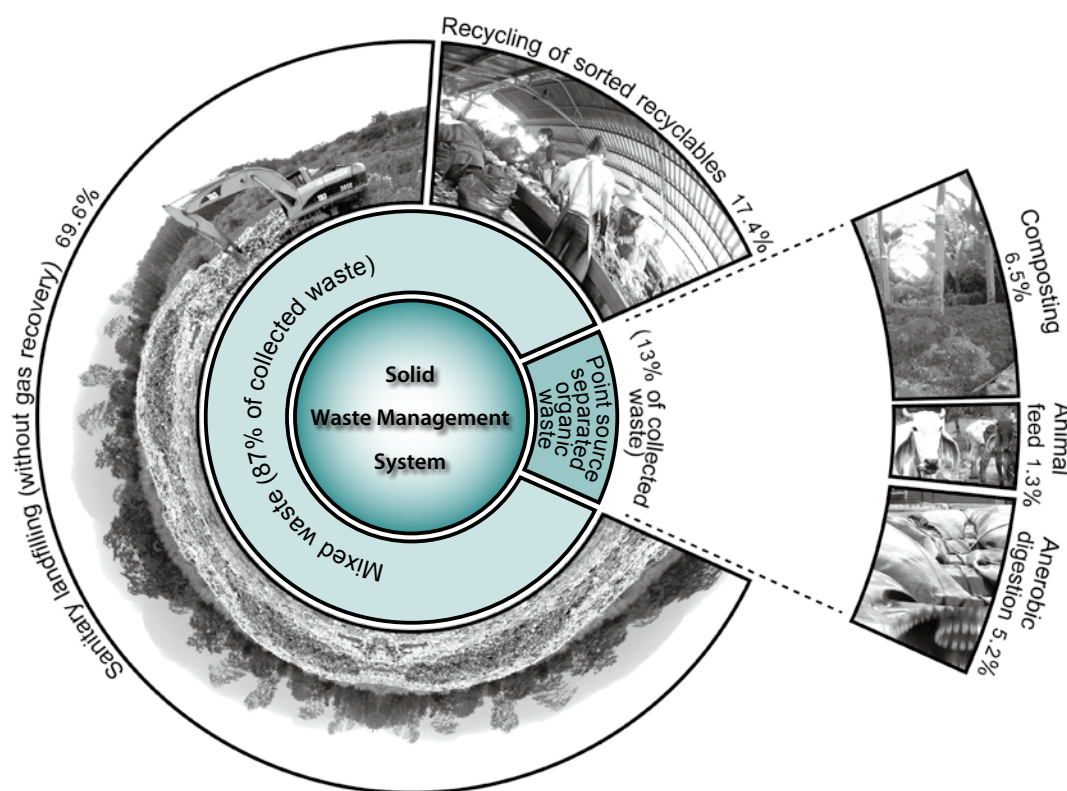 Recycling of sorted recyclables 17.4%
Sanitary landfilling (without gas recovery) 69.6%
Mixed waste (87% of collected waste)
Solid
Waste Management
System
Point source
separated
organic
waste
(13% of collected
waste)
Composting
6.5%
Animal
feed 1.3%
Anerobic
digestion 5.2%